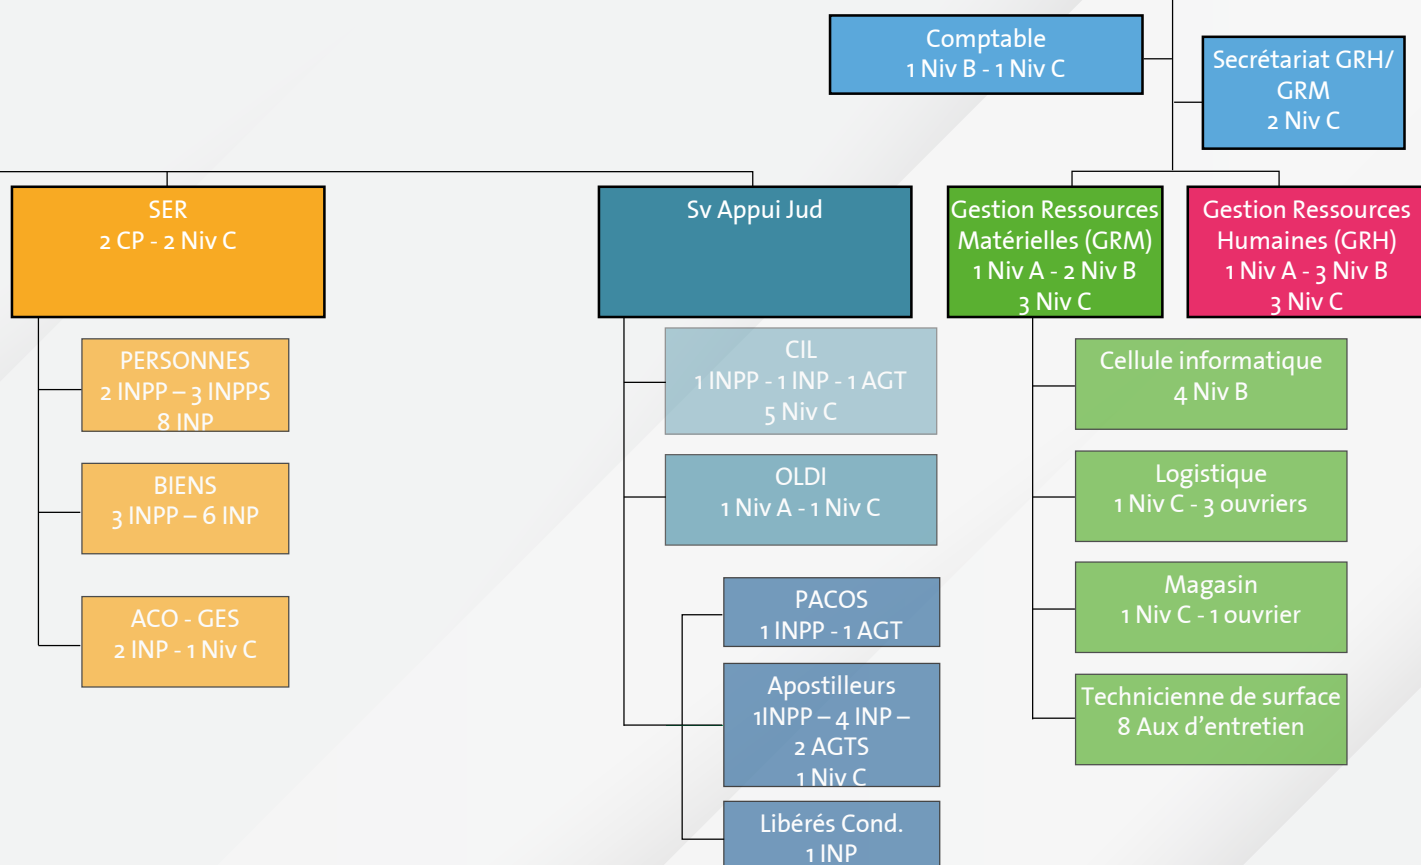 Comptable
1 Niv B - 1 Niv C
Secrétariat GRH/
GRM
2 Niv C
SER
2 CP - 2 Niv C
Sv Appui Jud
Gestion Ressources
Matérielles (GRM)
1 Niv A - 2 Niv B
3 Niv C
Gestion Ressources
Humaines (GRH)
1 Niv A - 3 Niv B
3 Niv C
PERSONNES
2 INPP – 3 INPPS
8 INP
BIENS
3 INPP – 6 INP
ACO - GES
2 INP - 1 Niv C
CIL
1 INPP - 1 INP - 1 AGT
5 Niv C
OLDI
1 Niv A - 1 Niv C
PACOS
1 INPP - 1 AGT
Apostilleurs
1INPP – 4 INP –
2 AGTS
1 Niv C
Libérés Cond.
1 INP
Cellule informatique
4 Niv B
Logistique
1 Niv C - 3 ouvriers
Magasin
1 Niv C - 1 ouvrier
Technicienne de surface
8 Aux d’entretien